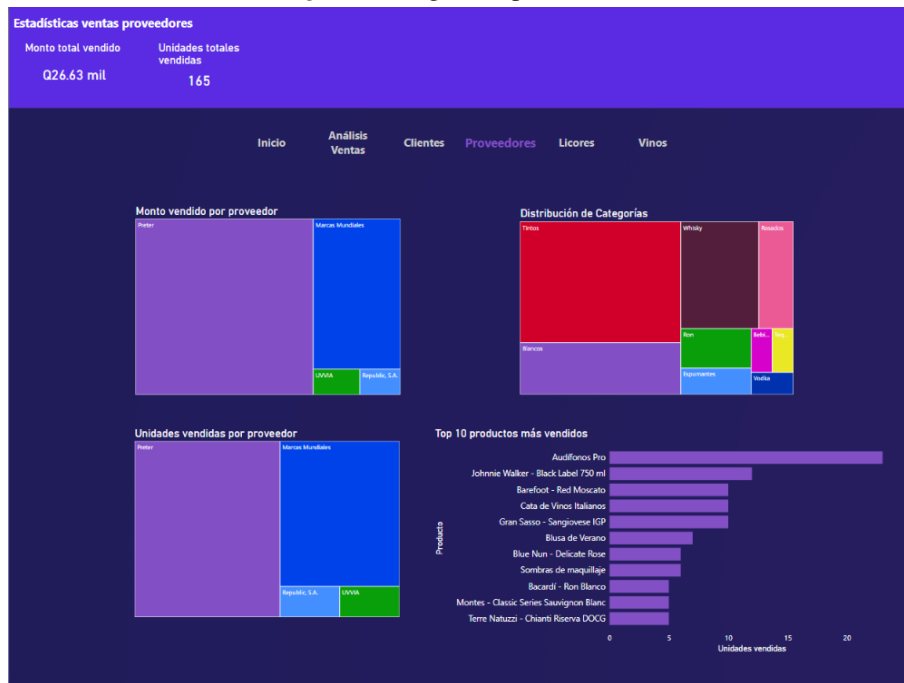 Estadísticas ventas proveedores
Monto total vendido
Q26.63 mil
Unidades totales
vendidas
165
Inicio
Análisis
Ventas
Clientes
Proveedores
Licores
Vinos
Monto vendido por proveedor
Marcas Mundiales
UVVIA
Republic, S.A.
Distribución de Categorías
Tintos
Whisky
Rosados
Blancos
Ron
Bebi...
Espumantes
Vodka
Unidades vendidas por proveedor
Marcas Mundiales
Republic, S.A.
UVVIA
Top 10 productos más vendidos
Producto
Audífonos Pro
Johnnie Walker - Black Label 750 ml
Barefoot - Red Moscato
Cata de Vinos Italianos
Gran Sasso - Sangiovese IGP
Blusa de Verano
Blue Nun - Delicate Rose
Sombras de maquillaje
Bacardí - Ron Blanco
Montes - Classic Series Sauvignon Blanc
Terre Natuzzi - Chianti Riserva DOCG
0 5 10 15 20
Unidades vendidas